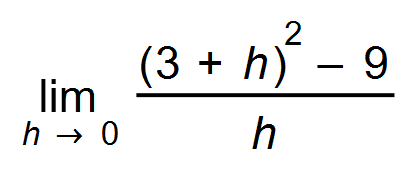 lim (3 + h)² – 9
h → 0 h